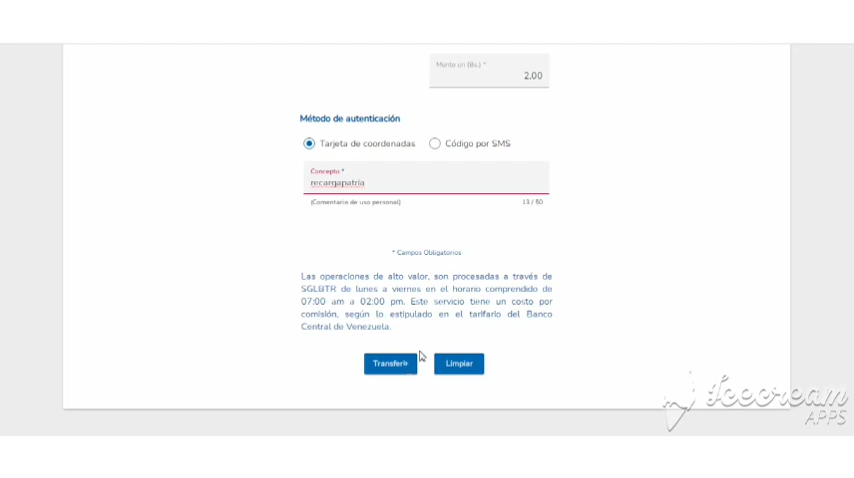 Monto en (Bs.) *
2,00
Método de autenticación
Tarjeta de coordenadas
Código por SMS
Concepto *
recargapatria
(Comentario de uso personal)
13 / 50
* Campos Obligatorios
Las operaciones de alto valor, son procesadas a través de
SGLBTR de lunes a viernes en el horario comprendido de
07:00 am a 02:00 pm. Este servicio tiene un costo por
comisión, según lo estipulado en el tarifario del Banco
Central de Venezuela.
Transferir
Limpiar
Icecream
APPS